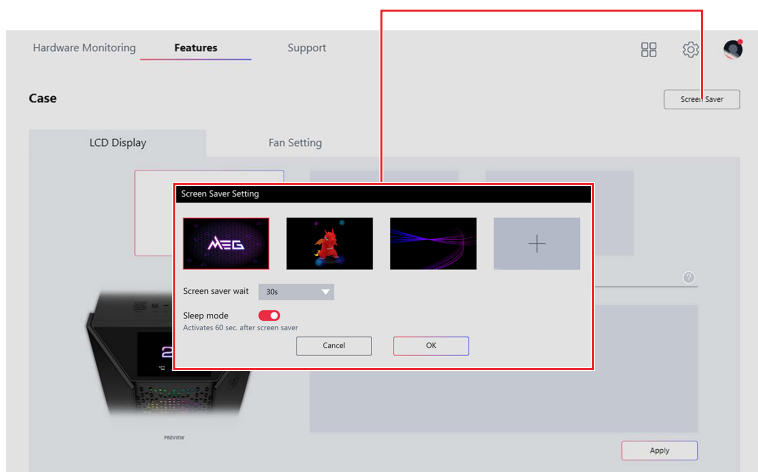 Hardware Monitoring
Features
Support
Case
Screen Saver
LCD Display
Fan Setting
Screen Saver Setting
MEG
Screen saver wait
30s
Sleep mode
Activates 60 sec. after screen saver
Cancel
OK
?
PREVIEW
Apply